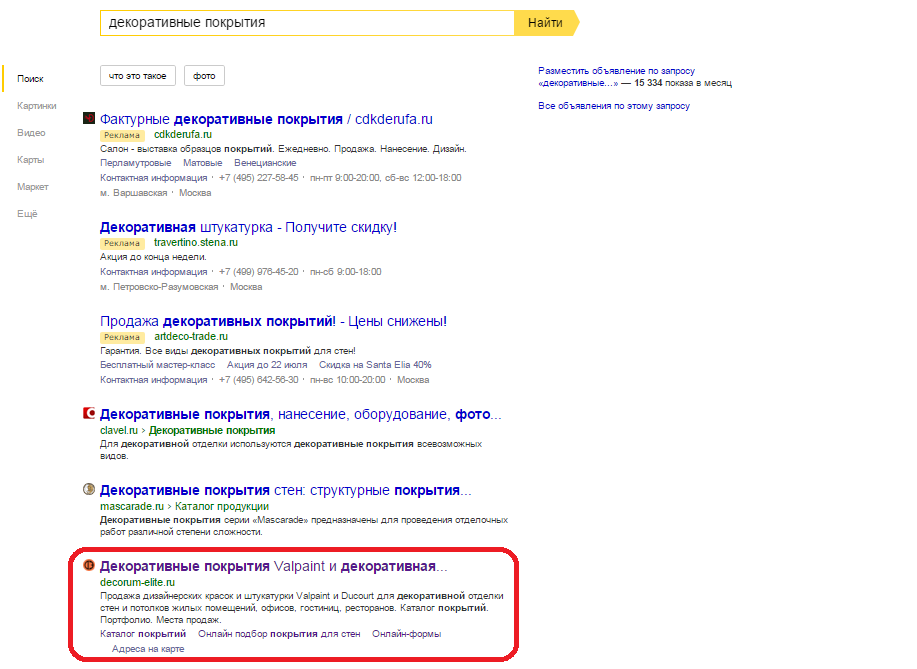 декоративные покрытия Найти
что это такое фото
Поиск
Картинки
Видео
Карты
Маркет
Ещё
Разместить объявление по запросу
«декоративные...» — 15 334 показа в месяц
Все объявления по этому запросу
Фактурные декоративные покрытия / cdkderufa.ru
Реклама cdkderufa.ru
Салон - выставка образцов покрытий. Ежедневно. Продажа. Нанесение. Дизайн.
Перламутровые Матовые Венецианские
Контактная информация · +7 (495) 227-58-45 · пн-пт 9:00-20:00, сб-вс 12:00-18:00
м. Варшавская · Москва
Декоративная штукатурка - Получите скидку!
Реклама travertino.stena.ru
Акция до конца недели.
Контактная информация · +7 (499) 976-45-20 · пн-сб 9:00-18:00
м. Петровско-Разумовская · Москва
Продажа декоративных покрытий! - Цены снижены!
Реклама artdeco-trade.ru
Гарантия. Все виды декоративных покрытий для стен!
Бесплатный мастер-класс Акция до 22 июля Скидка на Santa Elia 40%
Контактная информация · +7 (495) 642-56-30 · пн-вс 10:00-20:00 · Москва
Декоративные покрытия, нанесение, оборудование, фото...
clavel.ru › Декоративные покрытия
Для декоративной отделки используются декоративные покрытия всевозможных
видов.
Декоративные покрытия стен: структурные покрытия...
mascarade.ru › Каталог продукции
Декоративные покрытия серии «Mascarade» предназначены для проведения отделочных
работ различной степени сложности.
Декоративные покрытия Valpaint и декоративная...
decorum-elite.ru
Продажа дизайнерских красок и штукатурки Valpaint и Ducourt для декоративной отделки
стен и потолков жилых помещений, офисов, гостиниц, ресторанов. Каталог покрытий.
Портфолио. Места продаж.
Каталог покрытий Онлайн подбор покрытия для стен Онлайн-формы
Адреса на карте